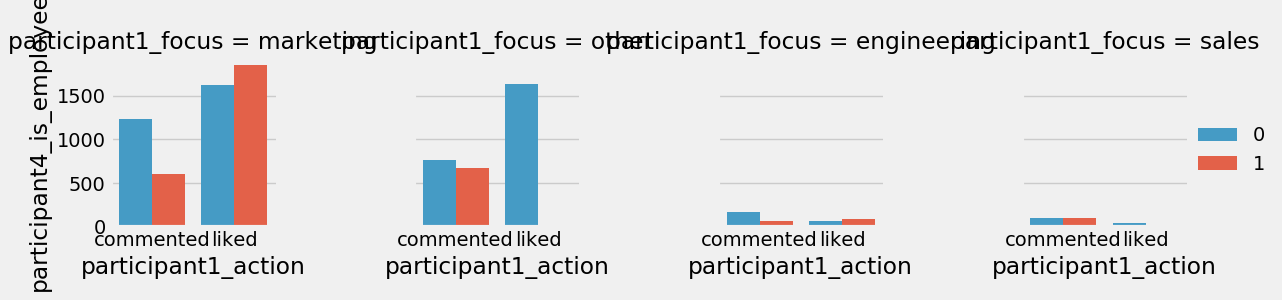 participant1_focus = marketing
participant1_focus = other
participant1_focus = engineering
participant1_focus = sales
participant4_is_employee
1500
1000
500
0
commented liked
commented liked
commented liked
commented liked
participant1_action
participant1_action
participant1_action
participant1_action
0
1